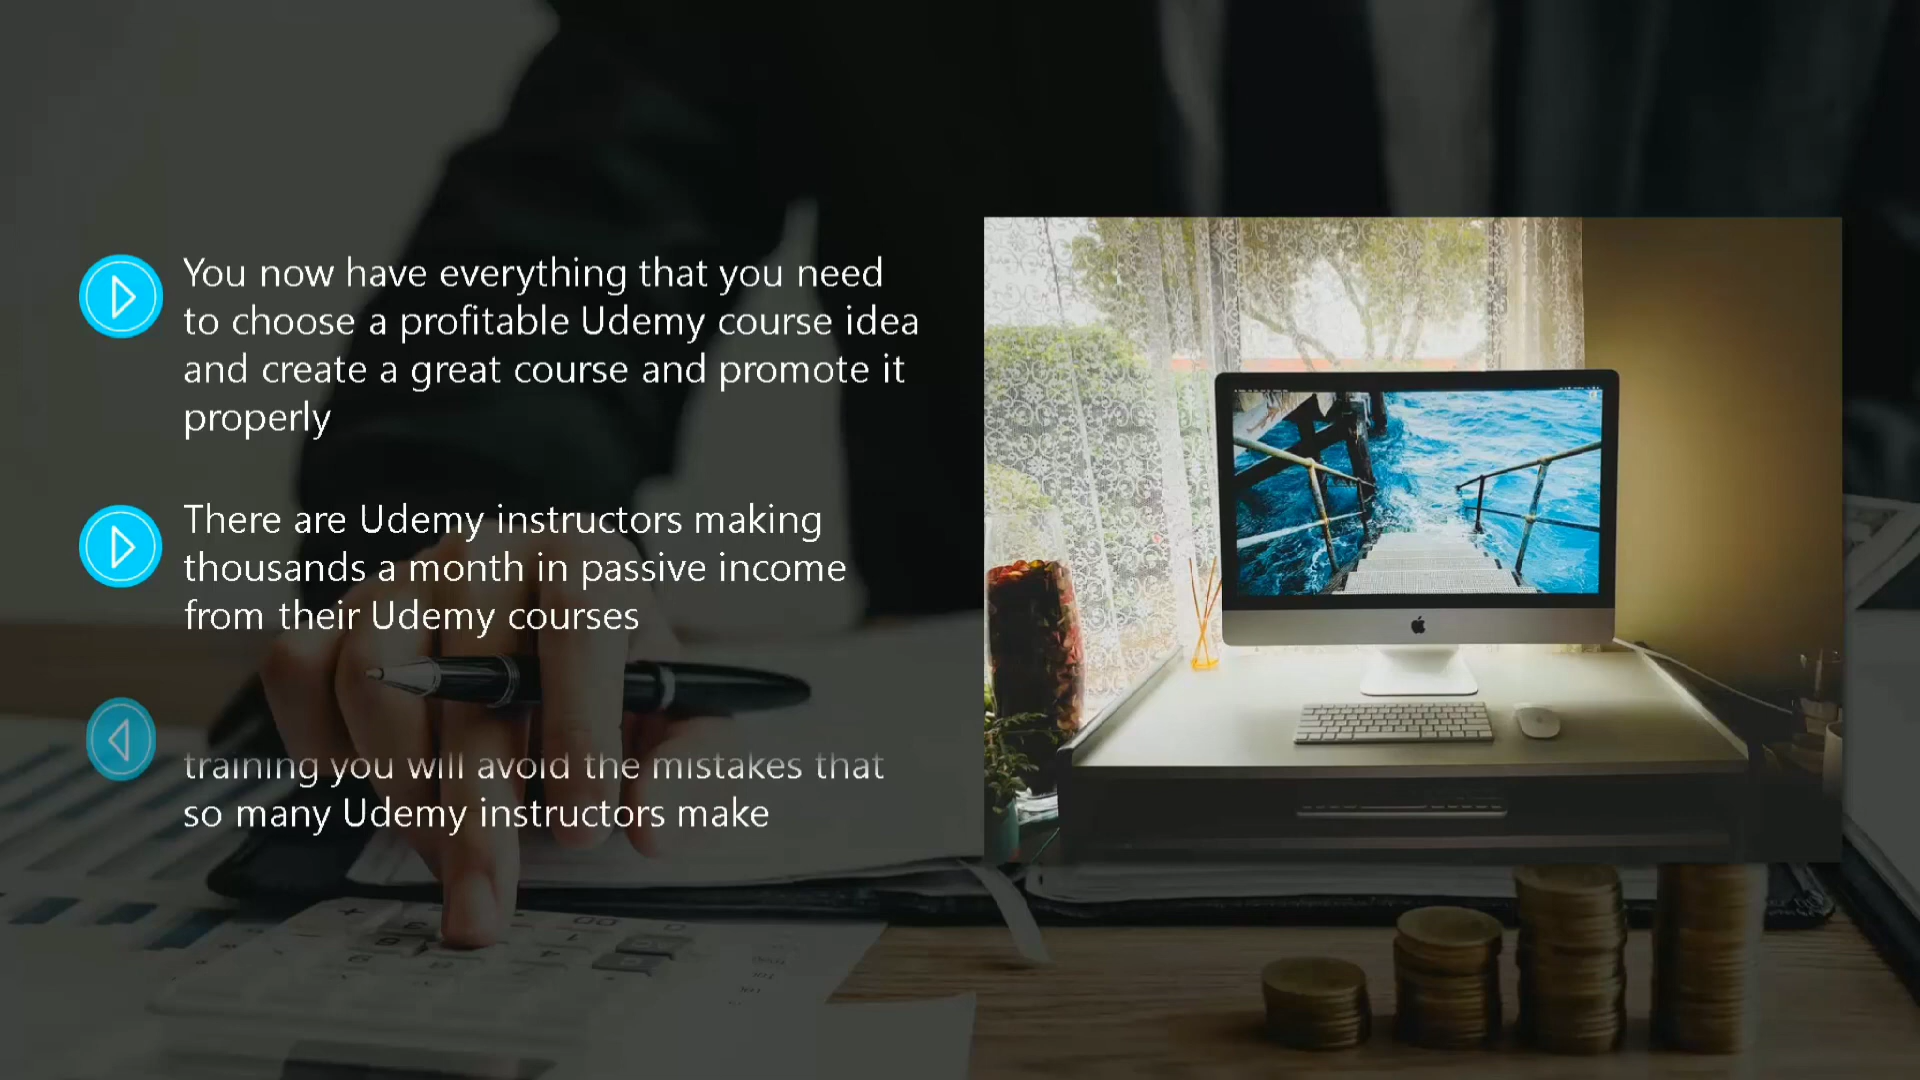 You now have everything that you need
to choose a profitable Udemy course idea
and create a great course and promote it
properly
There are Udemy instructors making
thousands a month in passive income
from their Udemy courses
training you will avoid the mistakes that
so many Udemy instructors make